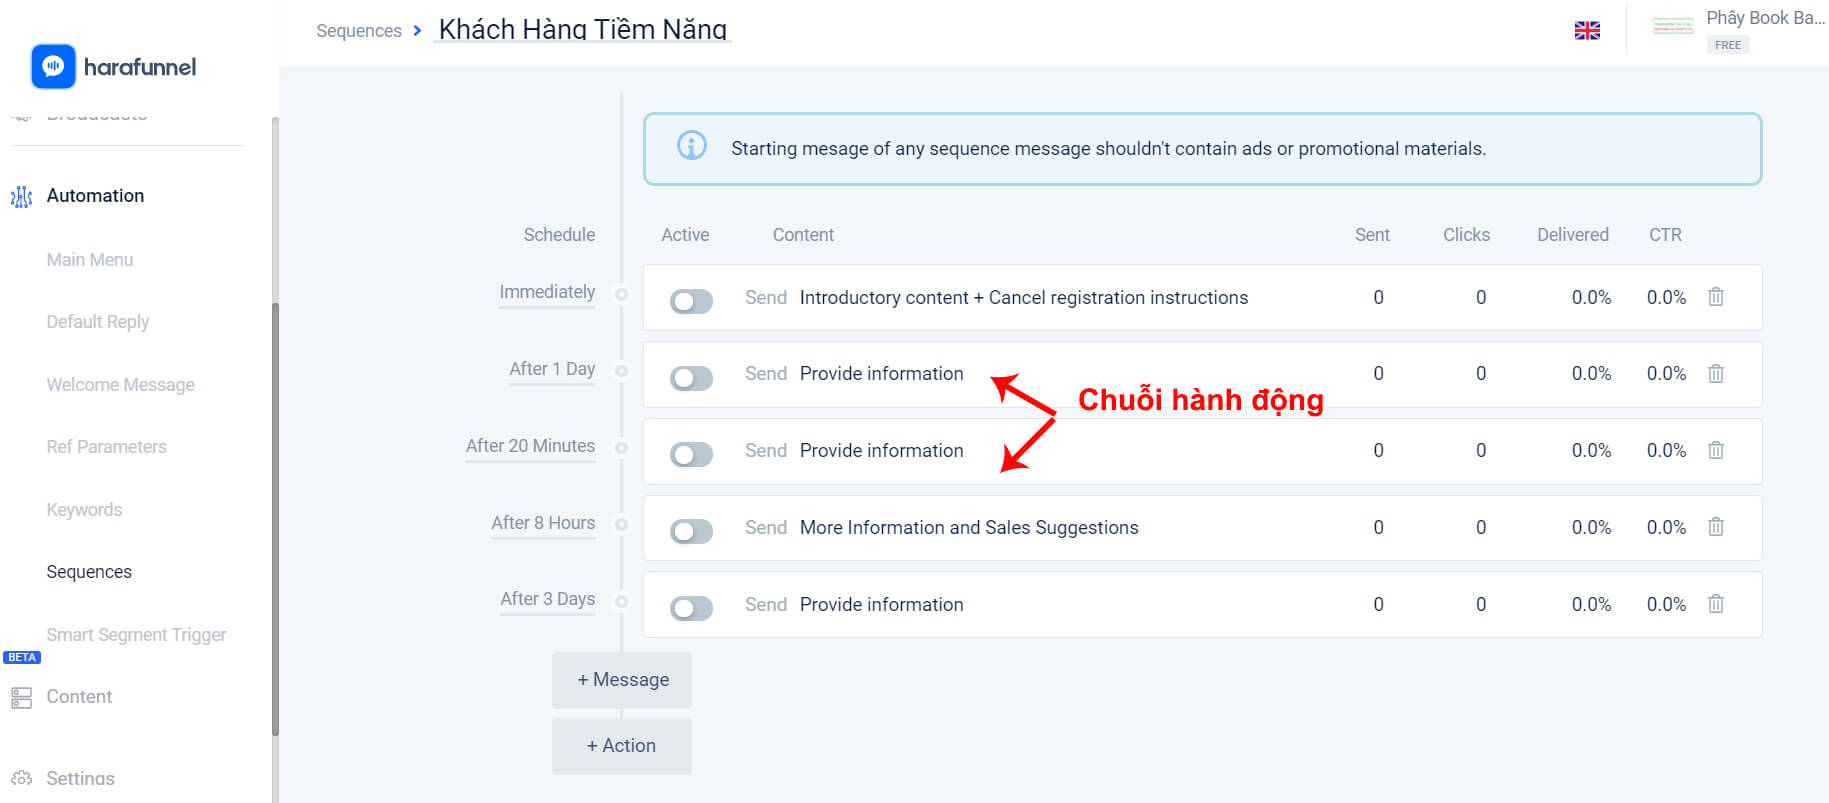 harafunnel
Broadcasts
Automation
Main Menu
Default Reply
Welcome Message
Ref Parameters
Keywords
Sequences
Smart Segment Trigger
BETA
Content
Settings
Sequences > Khách Hàng Tiềm Năng
Phây Book Ba...
FREE
Starting mesage of any sequence message shouldn't contain ads or promotional materials.
Schedule Active Content Sent Clicks Delivered CTR
Immediately Send Introductory content + Cancel registration instructions 0 0 0.0% 0.0%
After 1 Day Send Provide information 0 0 0.0% 0.0%
Chuỗi hành động
After 20 Minutes Send Provide information 0 0 0.0% 0.0%
After 8 Hours Send More Information and Sales Suggestions 0 0 0.0% 0.0%
After 3 Days Send Provide information 0 0 0.0% 0.0%
+ Message
+ Action